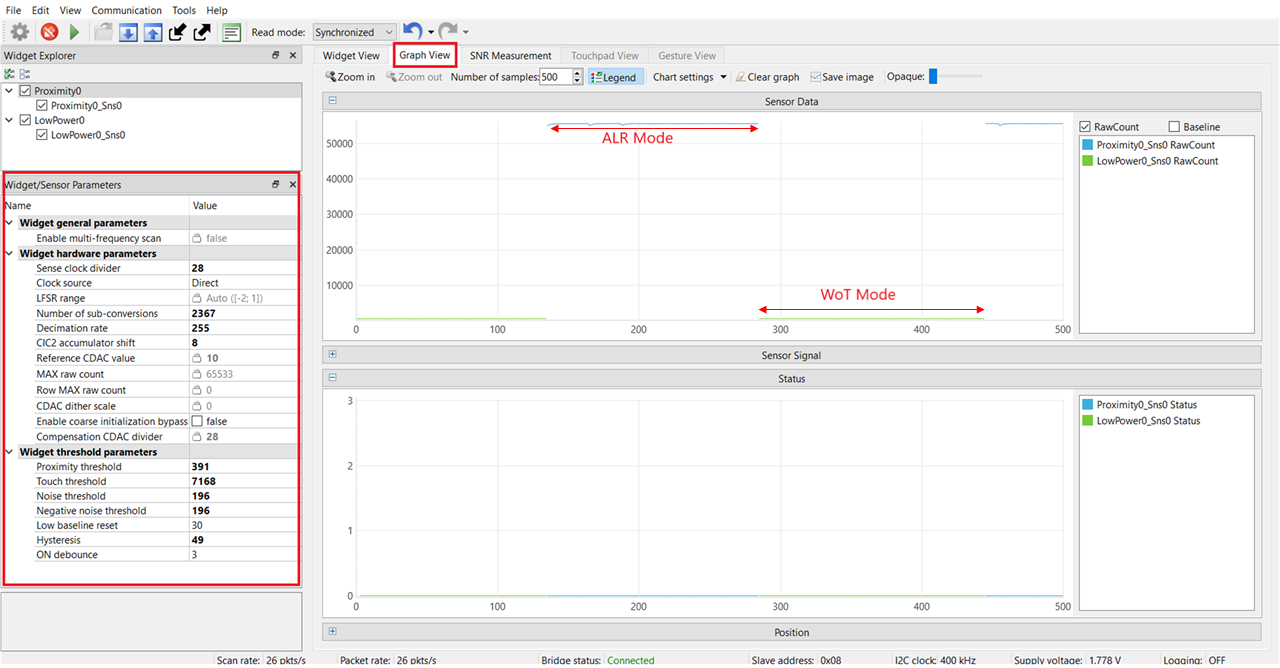 File Edit View Communication Tools Help
Read mode: Synchronized
Widget Explorer
Proximity0
Proximity0_Sns0
LowPower0
LowPower0_Sns0
Widget/Sensor Parameters
Name Value
Widget general parameters
Enable multi-frequency scan false
Widget hardware parameters
Sense clock divider 28
Clock source Direct
LFSR range Auto ([-2; 1])
Number of sub-conversions 2367
Decimation rate 255
CIC2 accumulator shift 8
Reference CDAC value 10
MAX raw count 65533
Row MAX raw count 0
CDAC dither scale 0
Enable coarse initialization bypass false
Compensation CDAC divider 28
Widget threshold parameters
Proximity threshold 391
Touch threshold 7168
Noise threshold 196
Negative noise threshold 196
Low baseline reset 30
Hysteresis 49
ON debounce 3
Widget View Graph View SNR Measurement Touchpad View Gesture View
Zoom in Zoom out Number of samples: 500 Legend Chart settings Clear graph Save image Opaque:
Sensor Data
50000
40000
30000
20000
10000
0 100 200 300 400 500
ALR Mode
WoT Mode
RawCount Baseline
Proximity0_Sns0 RawCount
LowPower0_Sns0 RawCount
Sensor Signal
Status
3
2
1
0
0 100 200 300 400 500
Proximity0_Sns0 Status
LowPower0_Sns0 Status
Position
Scan rate: 26 pkts/s Packet rate: 26 pkts/s Bridge status: Connected Slave address: 0x08 I2C clock: 400 kHz Supply voltage: 1.778 V Logging: OFF